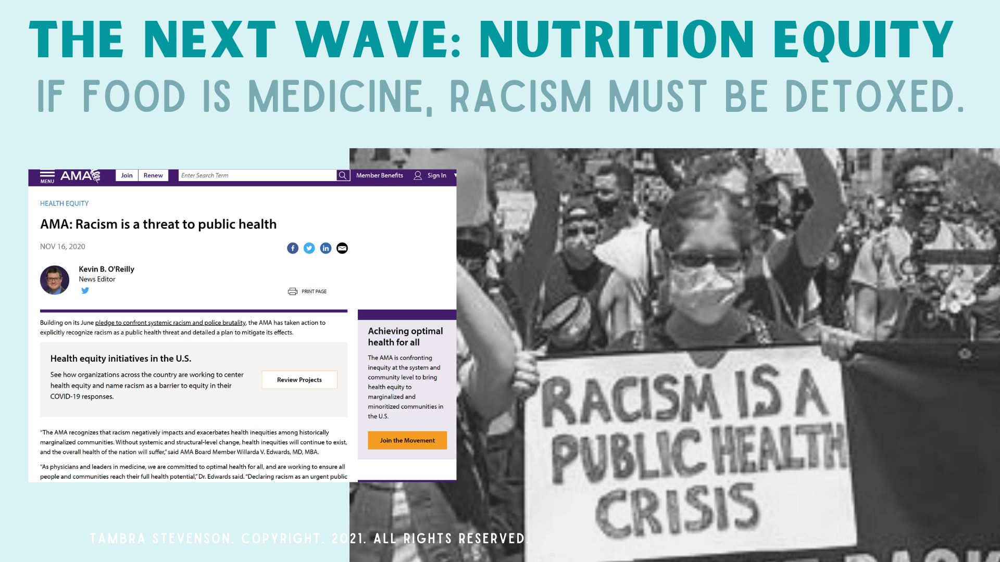 THE NEXT WAVE: NUTRITION EQUITY
IF FOOD IS MEDICINE, RACISM MUST BE DETOXED.
MENU
AMA
Join
Renew
Enter Search Term
Member Benefits
Sign In
HEALTH EQUITY
AMA: Racism is a threat to public health
NOV 16, 2020
Kevin B. O'Reilly
News Editor
PRINT PAGE
Building on its June pledge to confront systemic racism and police brutality, the AMA has taken action to
explicitly recognize racism as a public health threat and detailed a plan to mitigate its effects.
Health equity initiatives in the U.S.
See how organizations across the country are working to center
health equity and name racism as a barrier to equity in their
COVID-19 responses.
Review Projects
"The AMA recognizes that racism negatively impacts and exacerbates health inequities among historically
marginalized communities. Without systemic and structural-level change, health inequities will continue to exist,
and the overall health of the nation will suffer," said AMA Board Member Willarda V. Edwards, MD, MBA.
"As physicians and leaders in medicine, we are committed to optimal health for all, and are working to ensure all
people and communities reach their full health potential," Dr. Edwards said. "Declaring racism as an urgent public
Achieving optimal
health for all
The AMA is confronting
inequity at the system and
community level to bring
health equity to
marginalized and
minoritized communities in
the U.S.
Join the Movement
RACISM IS A
PUBLIC HEALTH
CRISIS
TAMBRA STEVENSON. COPYRIGHT. 2021. ALL RIGHTS RESERVED.